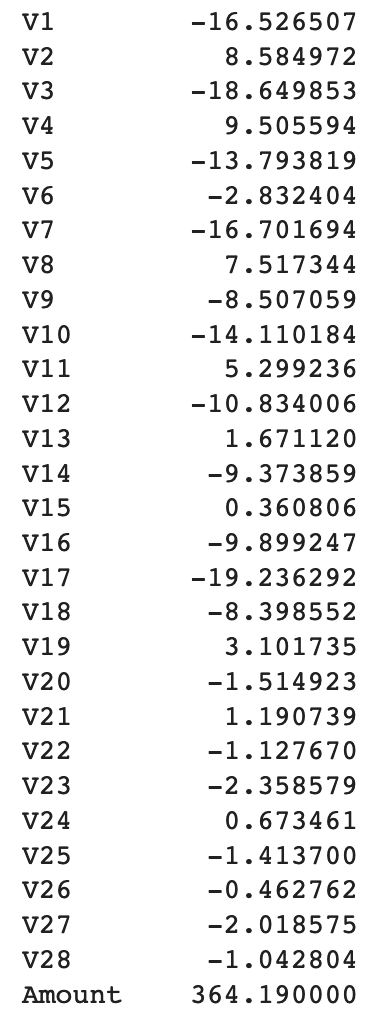 V1 -16.526507
V2 8.584972
V3 -18.649853
V4 9.505594
V5 -13.793819
V6 -2.832404
V7 -16.701694
V8 7.517344
V9 -8.507059
V10 -14.110184
V11 5.299236
V12 -10.834006
V13 1.671120
V14 -9.373859
V15 0.360806
V16 -9.899247
V17 -19.236292
V18 -8.398552
V19 3.101735
V20 -1.514923
V21 1.190739
V22 -1.127670
V23 -2.358579
V24 0.673461
V25 -1.413700
V26 -0.462762
V27 -2.018575
V28 -1.042804
Amount 364.190000